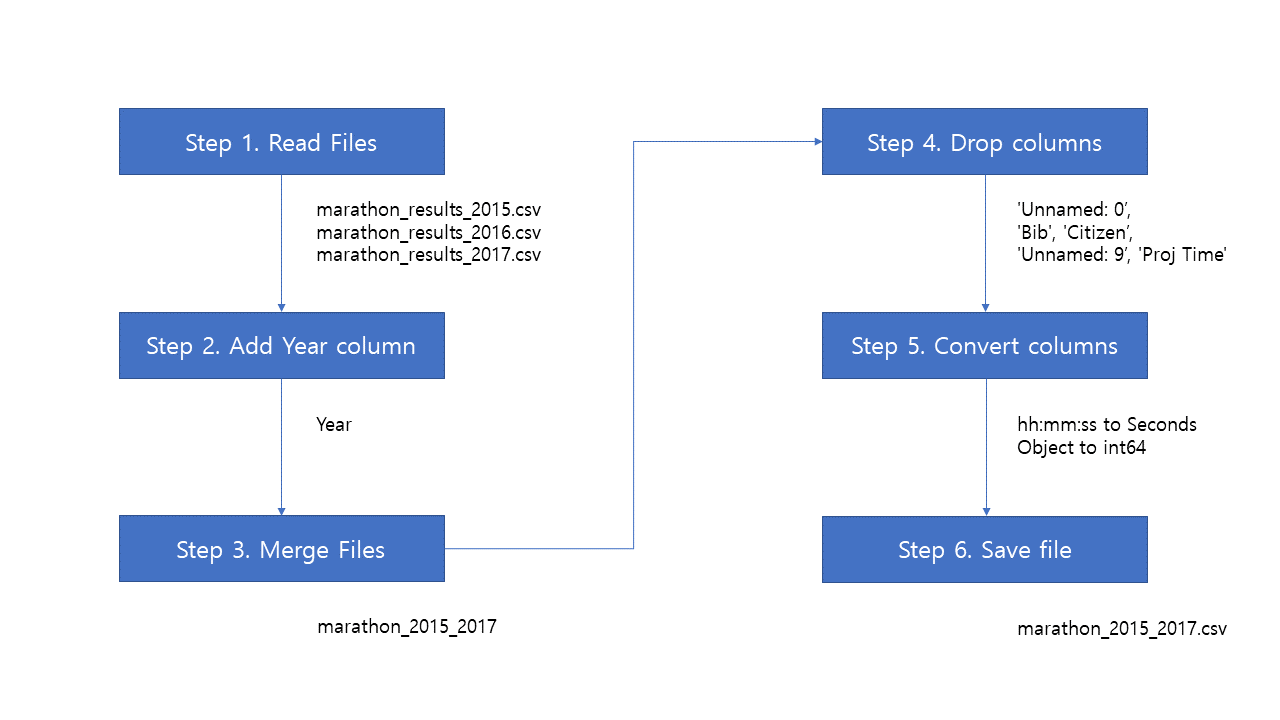 Step 1. Read Files
marathon_results_2015.csv
marathon_results_2016.csv
marathon_results_2017.csv
Step 2. Add Year column
Year
Step 3. Merge Files
marathon_2015_2017
Step 4. Drop columns
'Unnamed: 0’,
'Bib', 'Citizen’,
'Unnamed: 9’, 'Proj Time'
Step 5. Convert columns
hh:mm:ss to Seconds
Object to int64
Step 6. Save file
marathon_2015_2017.csv